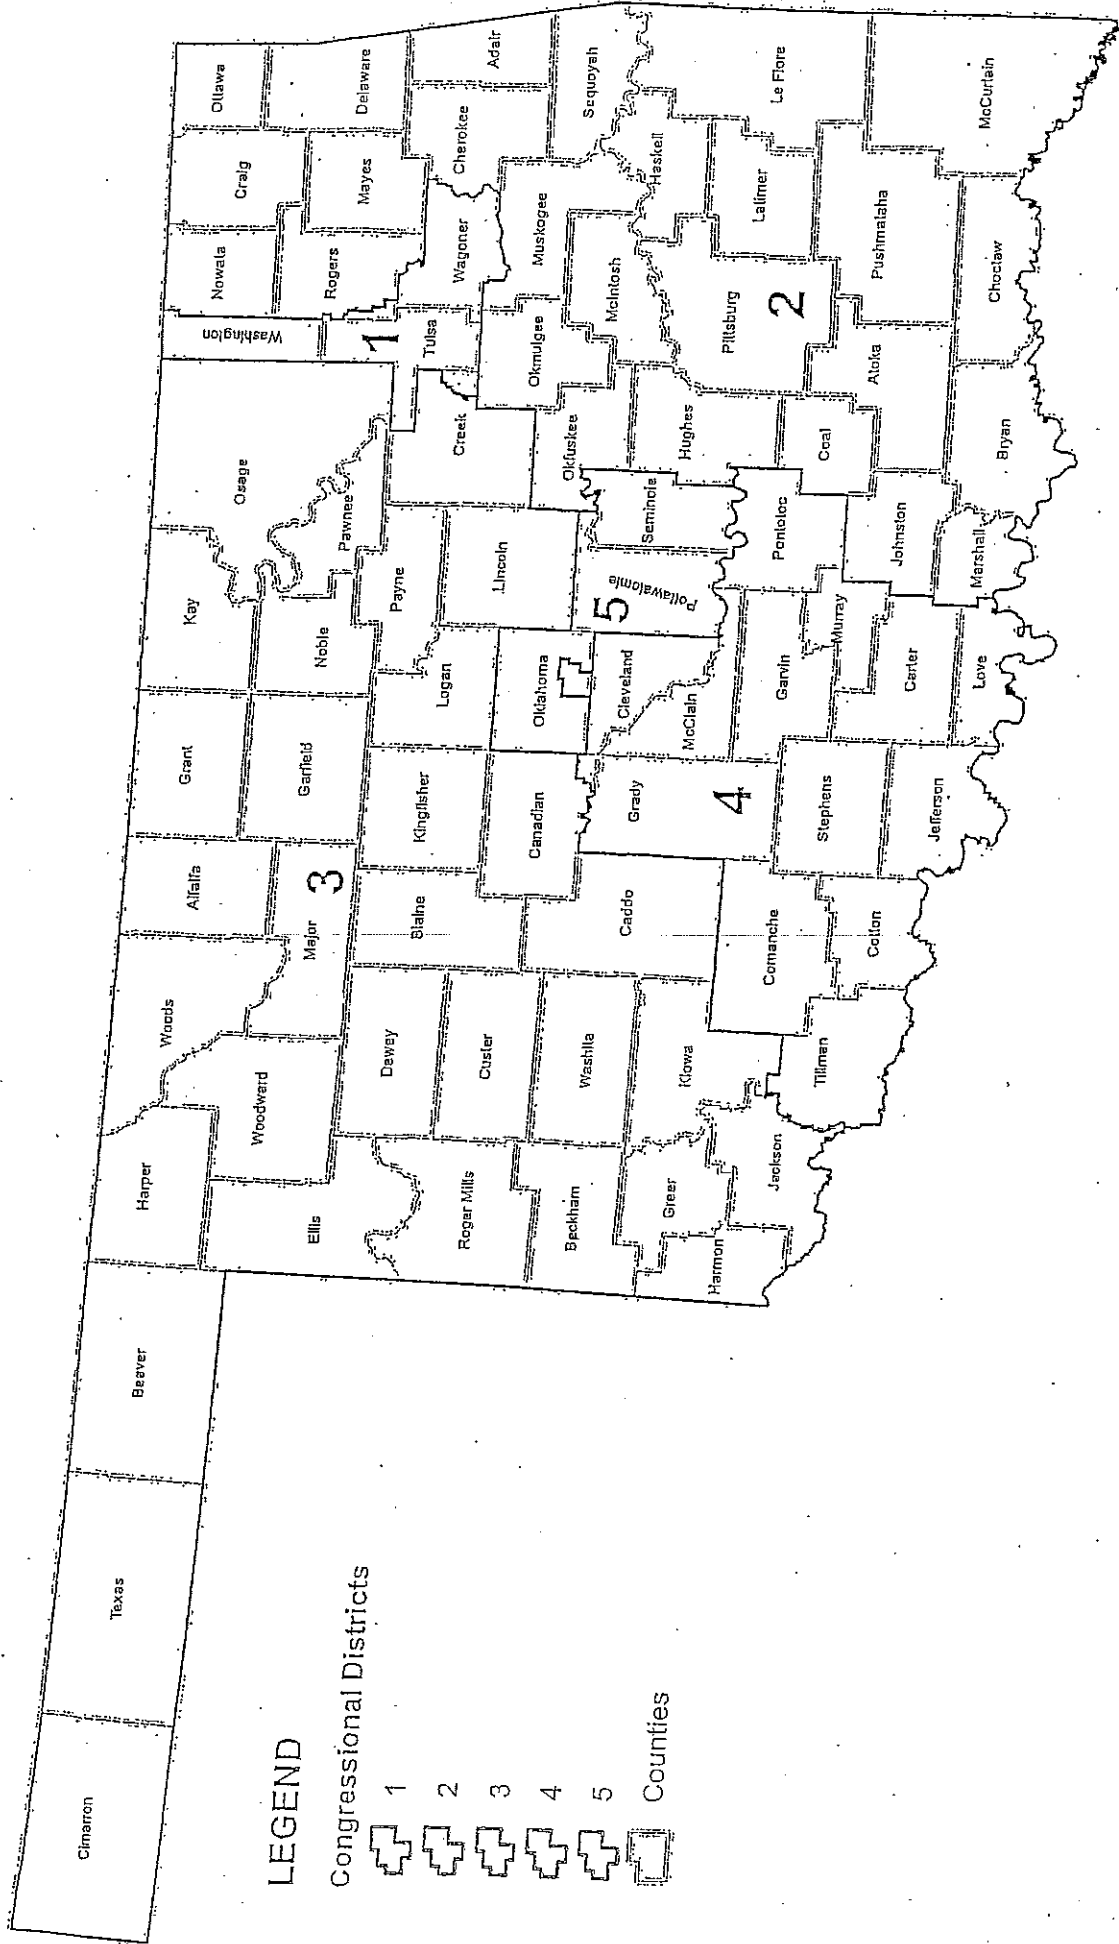 Cimarron
Texas
Beaver
Harper
Woods
Alfalfa
Grant
Kay
Osage
Washington
Nowata
Craig
Ottawa
Ellis
Woodward
Major
3
Garfield
Noble
Pawnee
1
Rogers
Mayes
Delaware
Roger Mills
Dewey
Blaine
Kingfisher
Logan
Payne
Creek
Tulsa
Wagoner
Cherokee
Adair
Custer
Canadian
Oklahoma
Lincoln
Okfuskee
Okmulgee
Muskogee
Sequoyah
Beckham
Washita
Caddo
Grady
Cleveland
5
Pottawatomie
Seminole
Hughes
McIntosh
Haskell
Greer
Kiowa
4
McClain
Pittsburg
2
Latimer
Le Flore
Harmon
Jackson
Tillman
Comanche
Stephens
Garvin
Murray
Pontotoc
Coal
Atoka
Pushmataha
McCurtain
Cotton
Jefferson
Carter
Love
Johnston
Marshall
Bryan
Choctaw
LEGEND
Congressional Districts
1
2
3
4
5
Counties